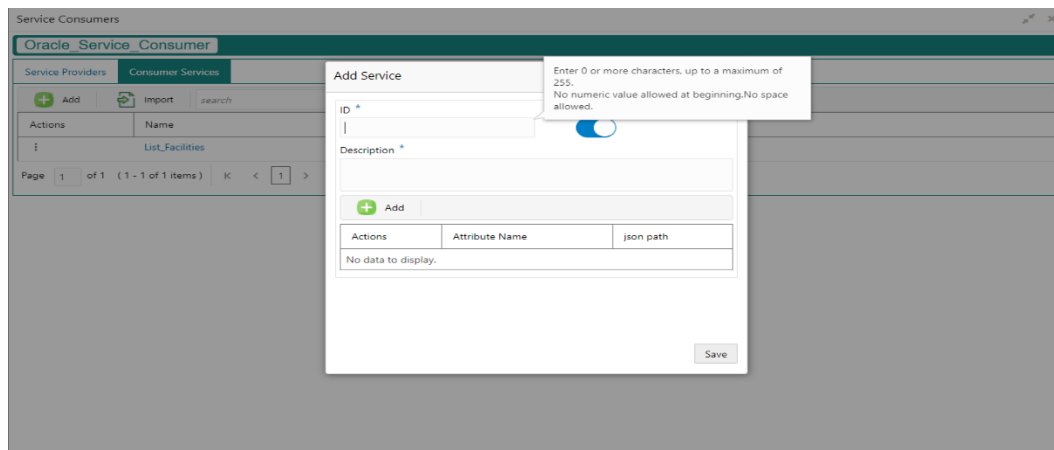 Service Consumers
Oracle_Service_Consumer
Service Providers Consumer Services
Add Import search
Actions Name
List_Facilities
Page 1 of 1 (1 - 1 of 1 items) K < 1 >
Add Service
Enter 0 or more characters, up to a maximum of
255.
No numeric value allowed at beginning.No space
allowed.
ID *
Description *
Add
Actions Attribute Name json path
No data to display.
Save